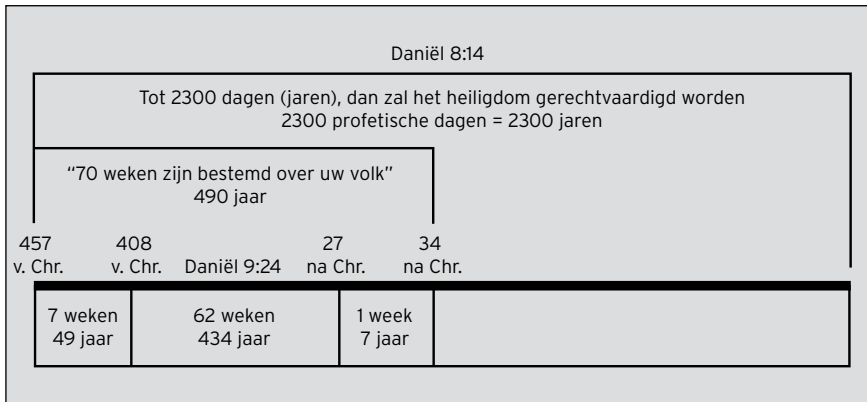 Daniël 8:14
Tot 2300 dagen (jaren), dan zal het heiligdom gerechtvaardigd worden
2300 profetische dagen = 2300 jaren
“70 weken zijn bestemd over uw volk”
490 jaar
457 408 27 34
v. Chr. v. Chr. Daniël 9:24 na Chr. na Chr.
7 weken 62 weken 1 week
49 jaar 434 jaar 7 jaar